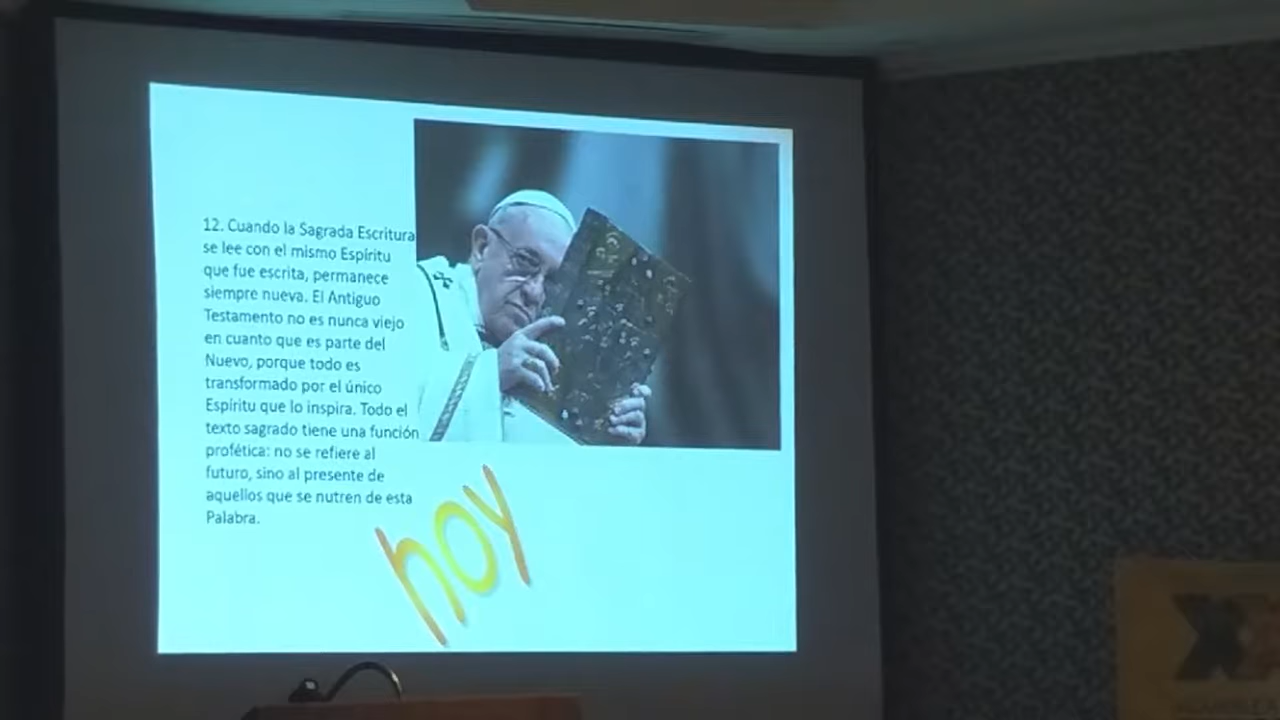 12. Cuando la Sagrada Escritura
se lee con el mismo Espíritu
que fue escrita, permanece
siempre nueva. El Antiguo
Testamento no es nunca viejo
en cuanto que es parte del
Nuevo, porque todo es
transformado por el único
Espíritu que lo inspira. Todo el
texto sagrado tiene una función
profética: no se refiere al
futuro, sino al presente de
aquellos que se nutren de esta
Palabra.
hoy